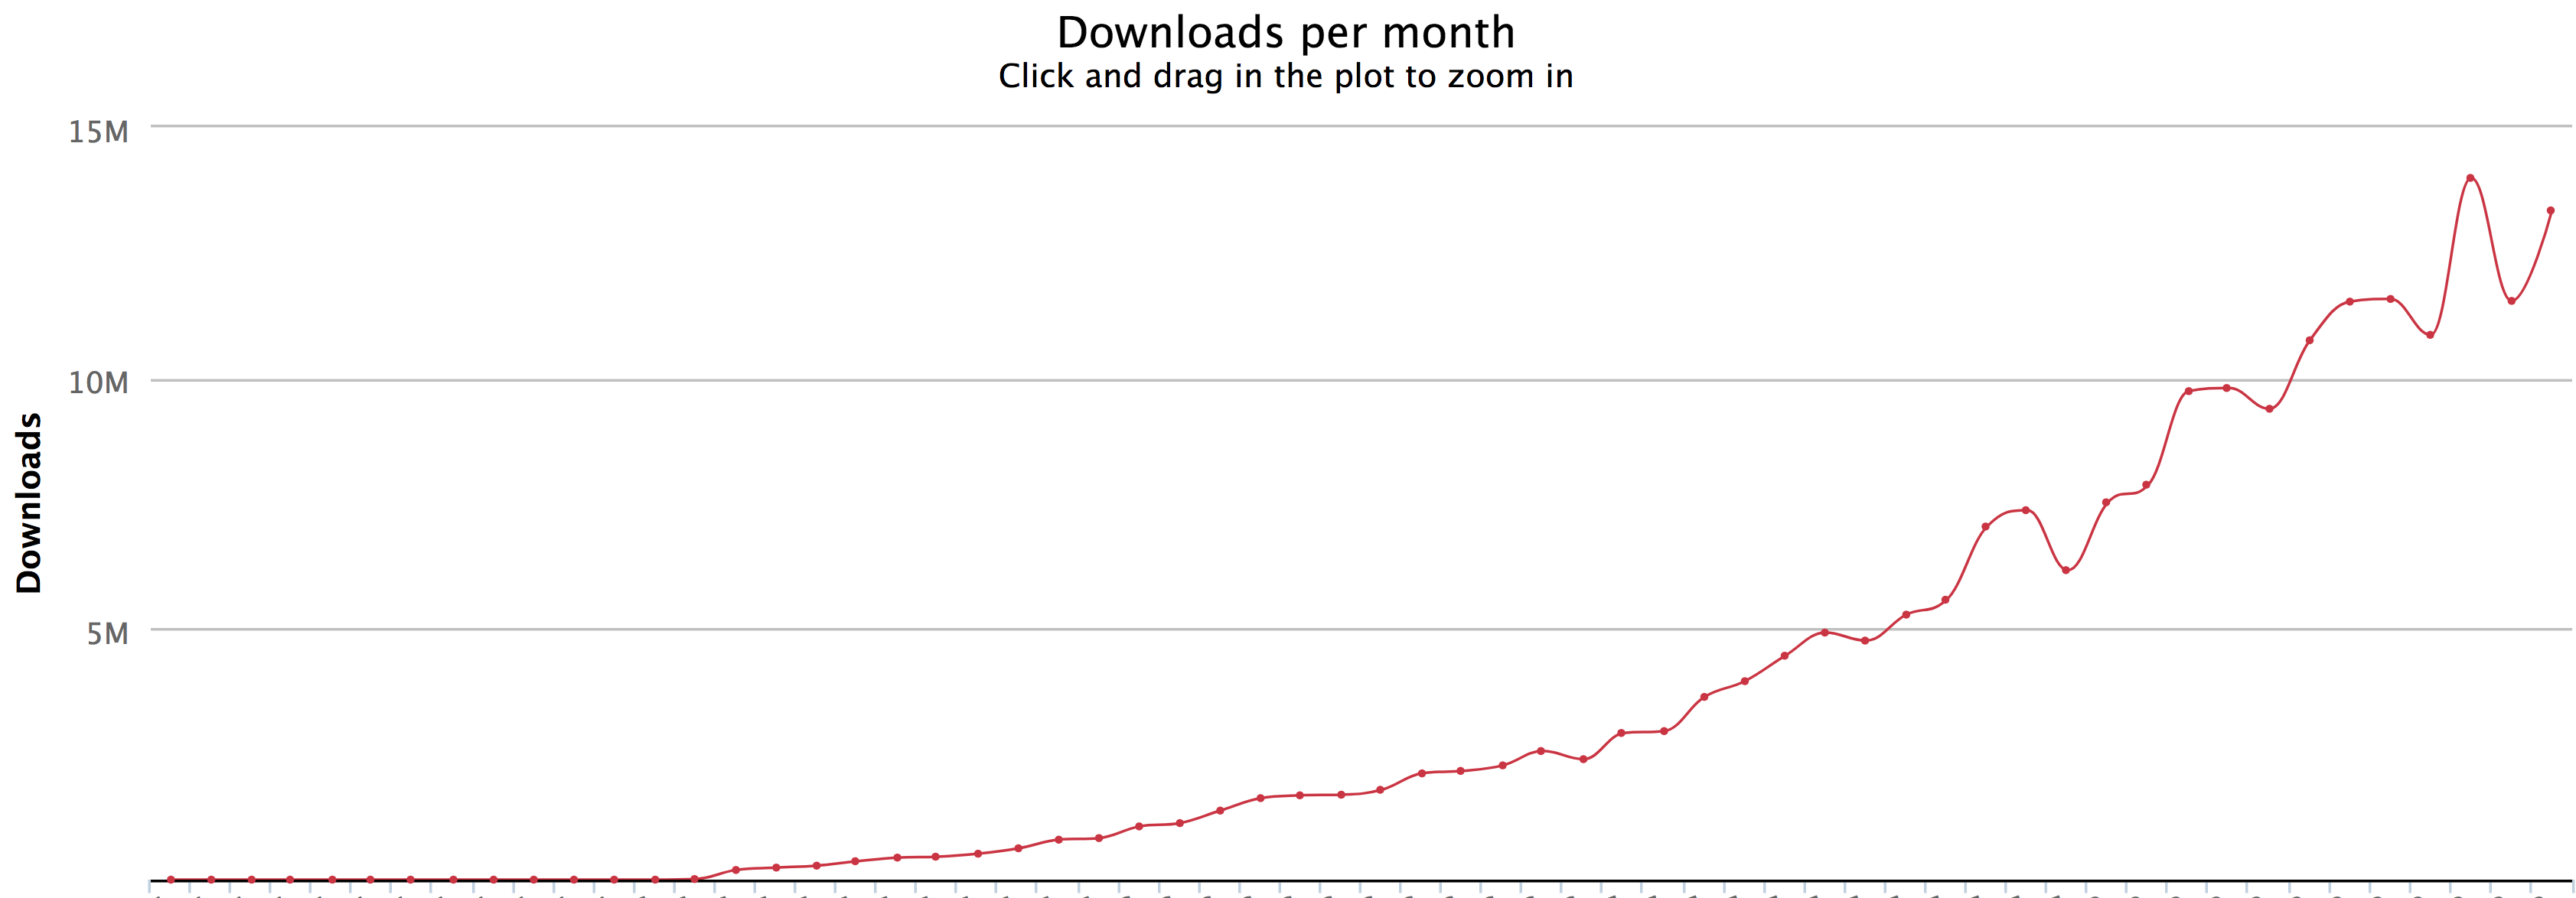 Downloads per month
Click and drag in the plot to zoom in
15M
10M
5M
Downloads